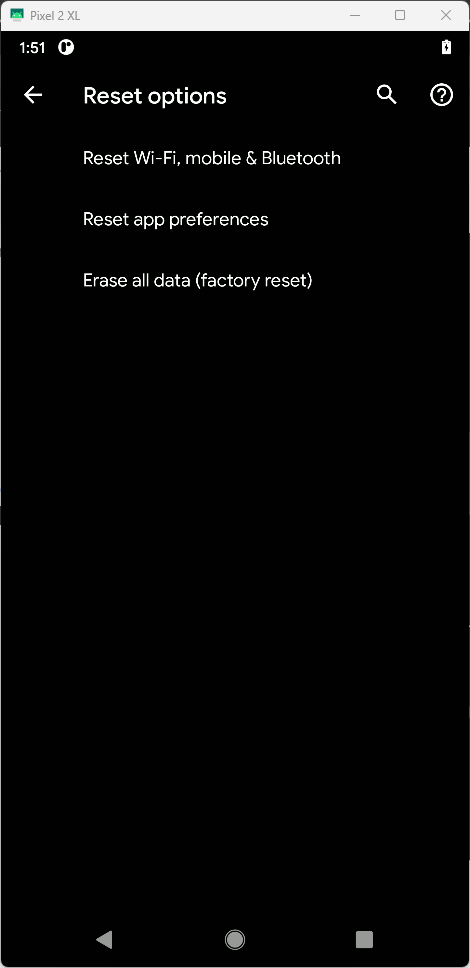 Pixel 2 XL
1:51
Reset options
Reset Wi-Fi, mobile & Bluetooth
Reset app preferences
Erase all data (factory reset)